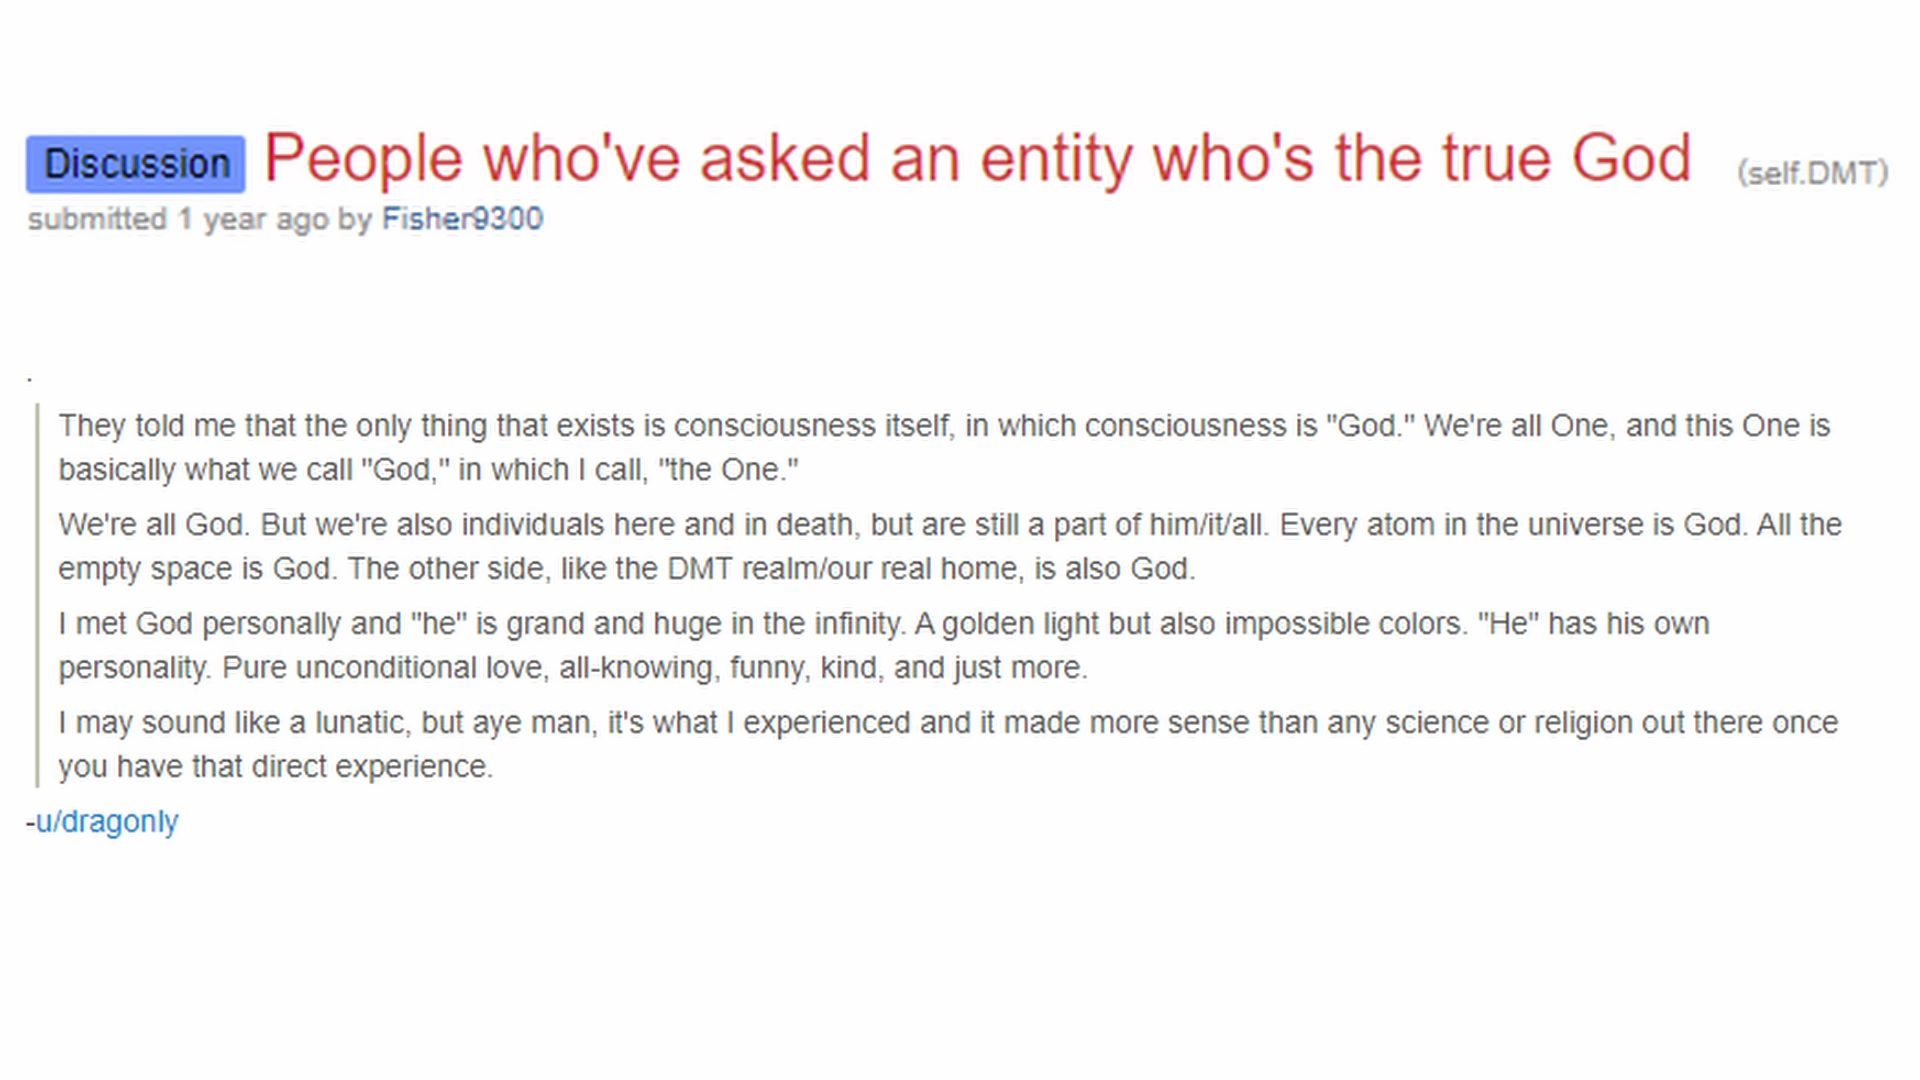 Discussion People who've asked an entity who's the true God (self.DMT)
submitted 1 year ago by Fisher9300
.
They told me that the only thing that exists is consciousness itself, in which consciousness is "God." We're all One, and this One is
basically what we call "God," in which I call, "the One."
We're all God. But we're also individuals here and in death, but are still a part of him/it/all. Every atom in the universe is God. All the
empty space is God. The other side, like the DMT realm/our real home, is also God.
I met God personally and "he" is grand and huge in the infinity. A golden light but also impossible colors. "He" has his own
personality. Pure unconditional love, all-knowing, funny, kind, and just more.
I may sound like a lunatic, but aye man, it's what I experienced and it made more sense than any science or religion out there once
you have that direct experience.
-u/dragonly